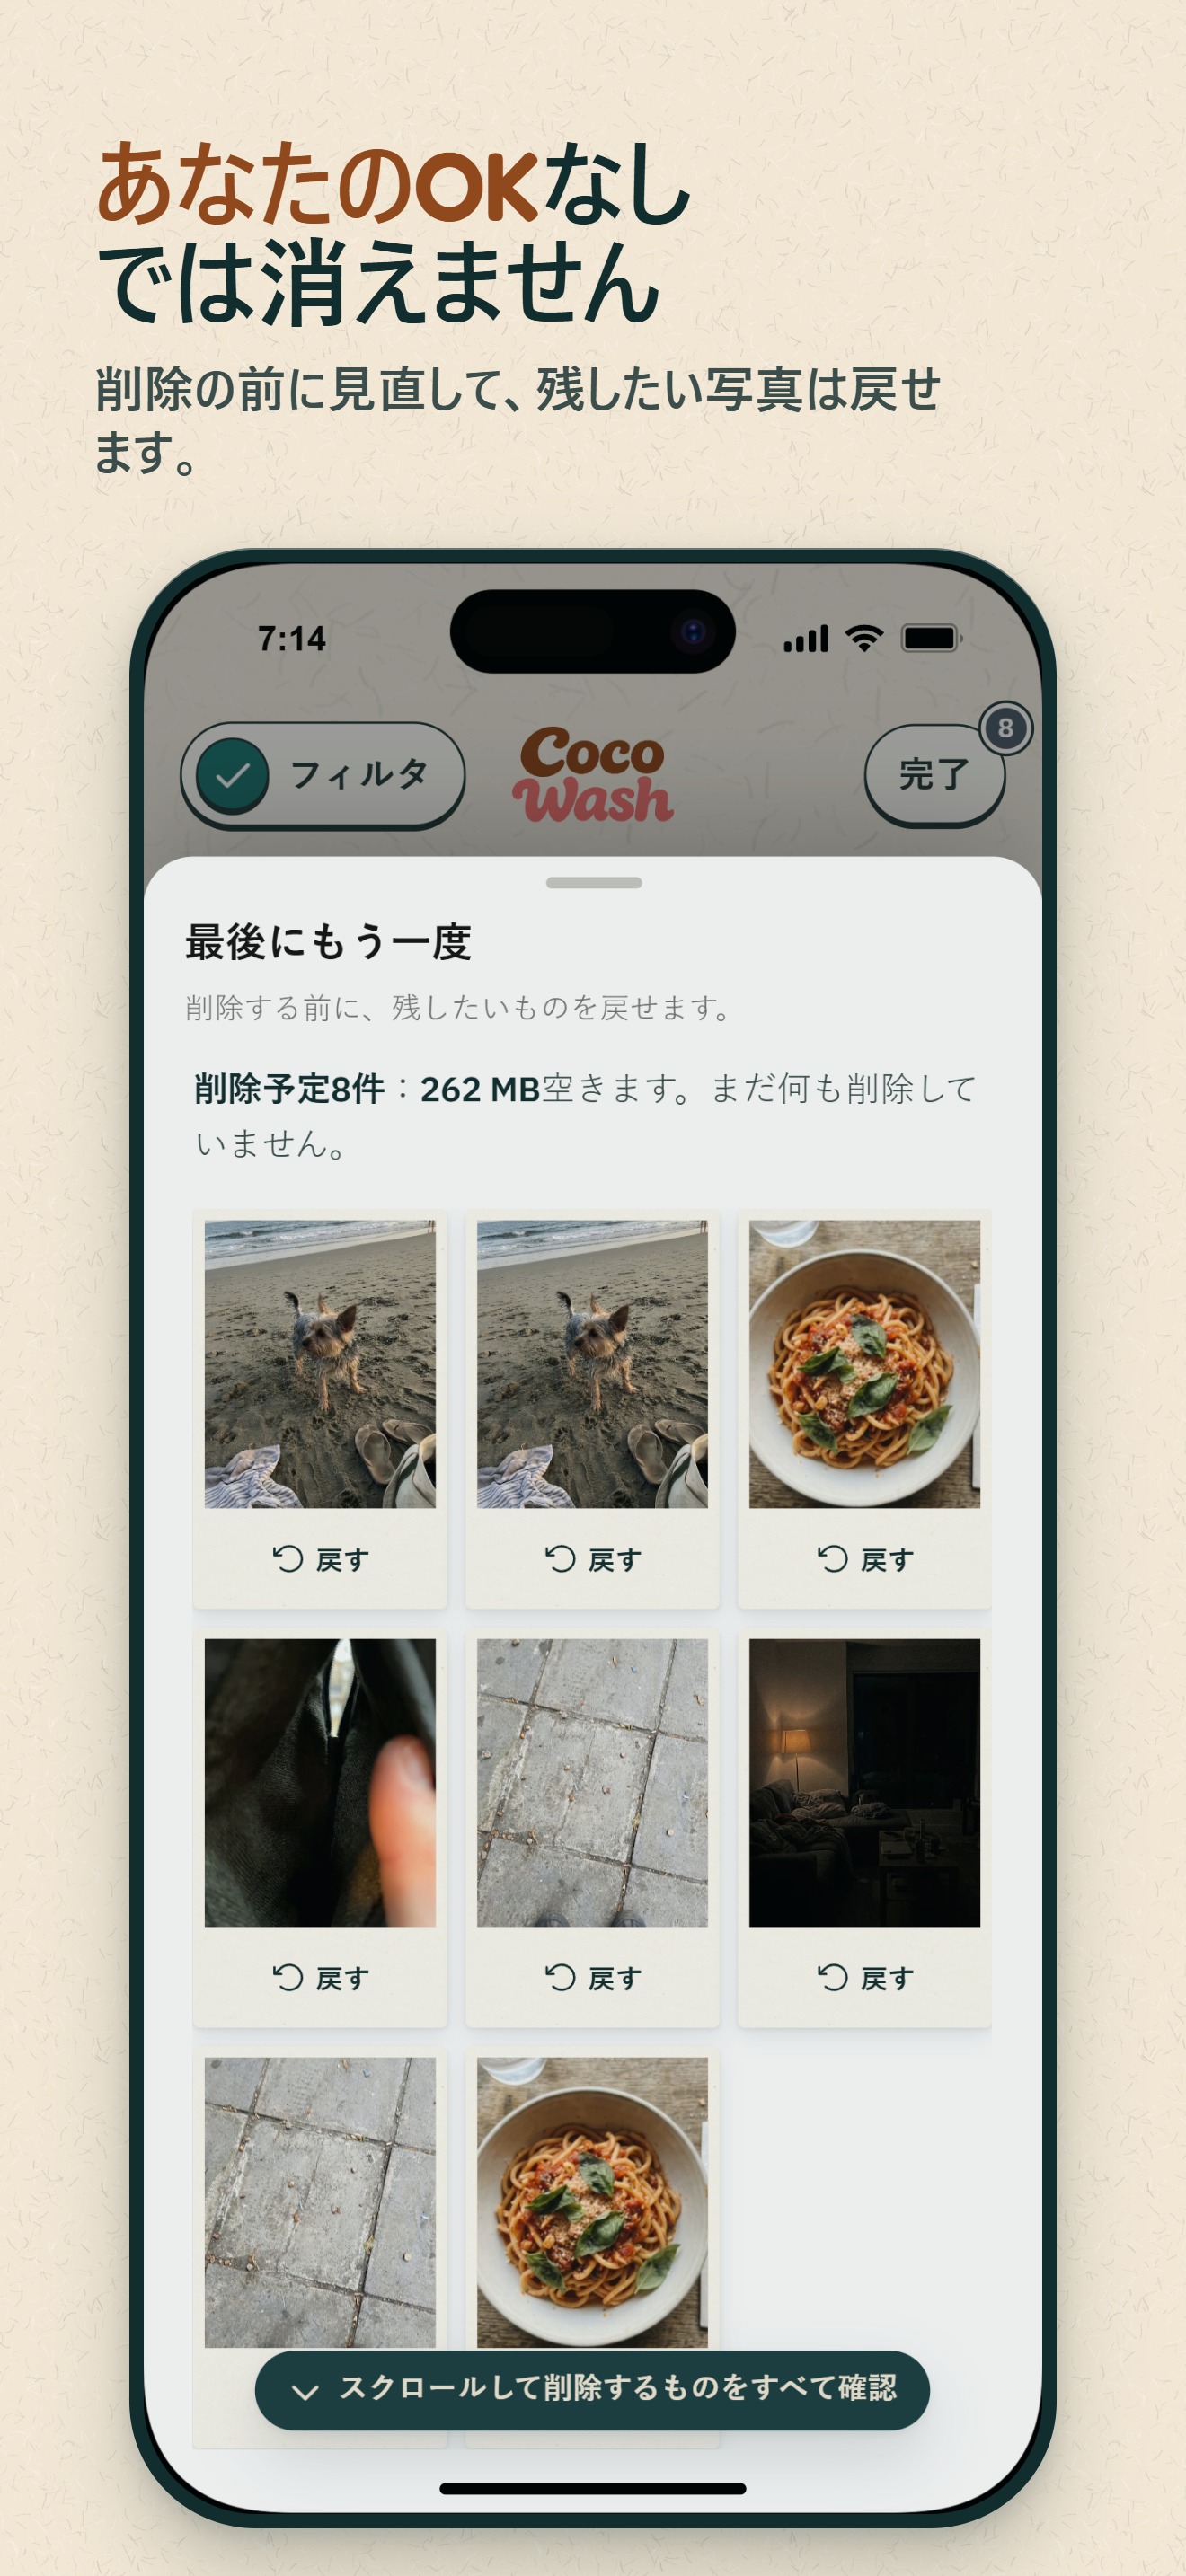 あなたのOKなし
では消えません
削除の前に見直して、残したい写真は戻せ
ます。
7:14
フィルタ
Coco
Wash
完了
8
最後にもう一度
削除する前に、残したいものを戻せます。
削除予定8件：262 MB空きます。まだ何も削除して
いません。
戻す
戻す
戻す
戻す
戻す
戻す
スクロールして削除するものをすべて確認